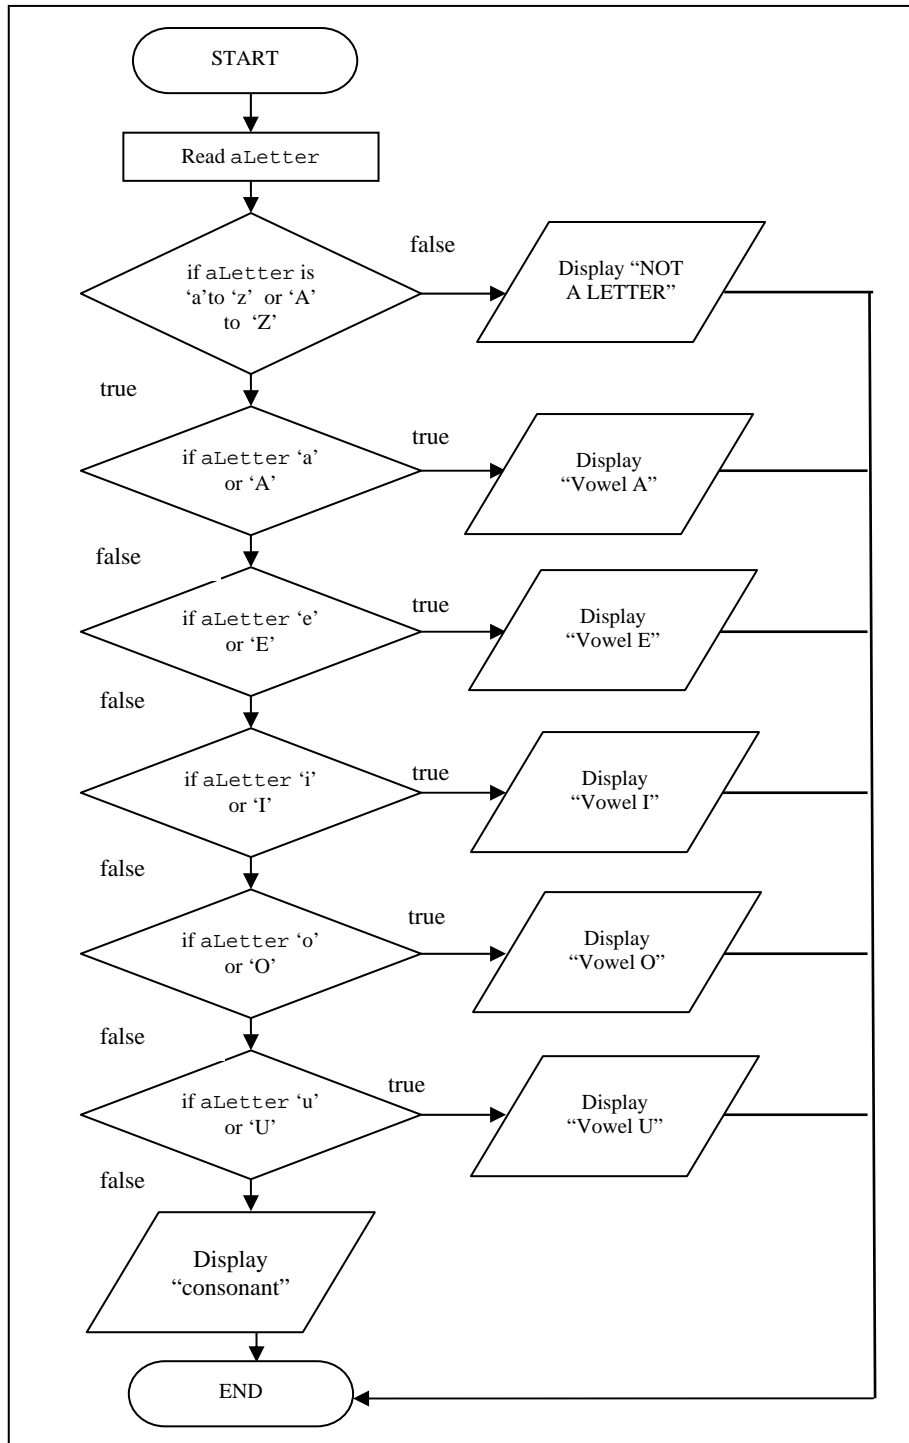 START
Read aLetter
false
if aLetter is
‘a’to ‘z’ or ‘A’
to ‘Z’
Display “NOT
A LETTER”
true
true
if aLetter ‘a’
or ‘A’
Display
“Vowel A”
false
true
if aLetter ‘e’
or ‘E’
Display
“Vowel E”
false
true
if aLetter ‘i’
or ‘I’
Display
“Vowel I”
false
true
if aLetter ‘o’
or ‘O’
Display
“Vowel O”
false
true
if aLetter ‘u’
or ‘U’
Display
“Vowel U”
false
Display
“consonant”
END